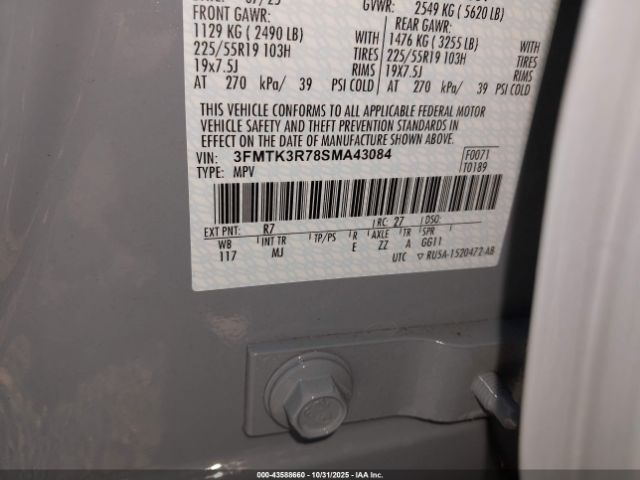 GVWR: 2549 KG ( 5620 LB)
FRONT GAWR:
1129 KG ( 2490 LB) WITH
225/55R19 103H TIRES
19X7.5J RIMS
AT 270 kPa/ 39 PSI COLD
REAR GAWR:
1476 KG ( 3255 LB) WITH
225/55R19 103H TIRES
19X7.5J RIMS
AT 270 kPa/ 39 PSI COLD
THIS VEHICLE CONFORMS TO ALL APPLICABLE FEDERAL MOTOR
VEHICLE SAFETY AND THEFT PREVENTION STANDARDS IN
EFFECT ON THE DATE OF MANUFACTURE SHOWN ABOVE.
VIN: 3FMTK3R78SMA43084
TYPE: MPV
F0071
T0189
EXT PNT: R7 RC: 27 DSO:
WB INT TR TP/PS R AXLE TR SPR
117 MJ E ZZ A GG11
UTC ▽ RU5A-1520472-AB
000-43588660 - 10/31/2025 - IAAI, Inc.